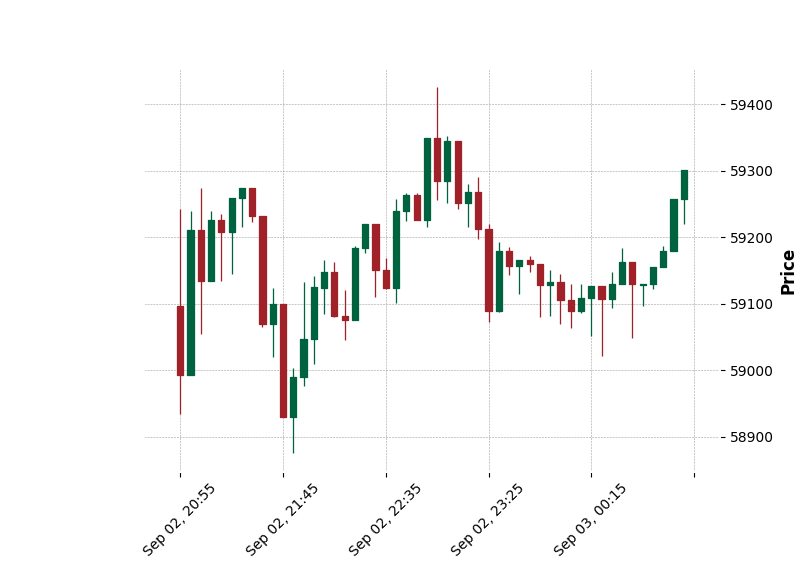 59400
59300
59200
59100
59000
58900
Price
Sep 02, 20:55
Sep 02, 21:45
Sep 02, 22:35
Sep 02, 23:25
Sep 03, 00:15